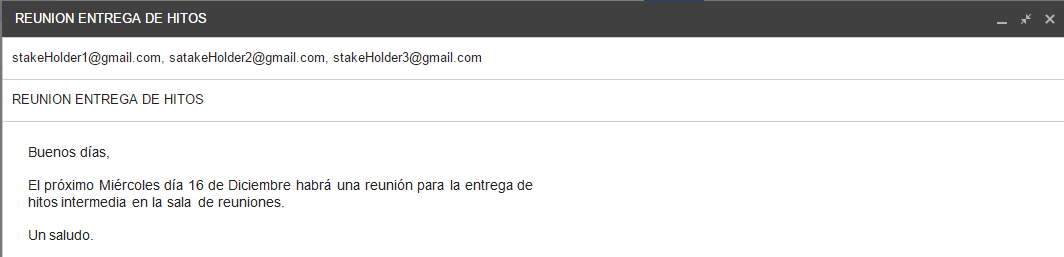 REUNION ENTREGA DE HITOS
stakeHolder1@gmail.com, satakeHolder2@gmail.com, stakeHolder3@gmail.com
REUNION ENTREGA DE HITOS
Buenos días,
El próximo Miércoles día 16 de Diciembre habrá una reunión para la entrega de
hitos intermedia en la sala de reuniones.
Un saludo.